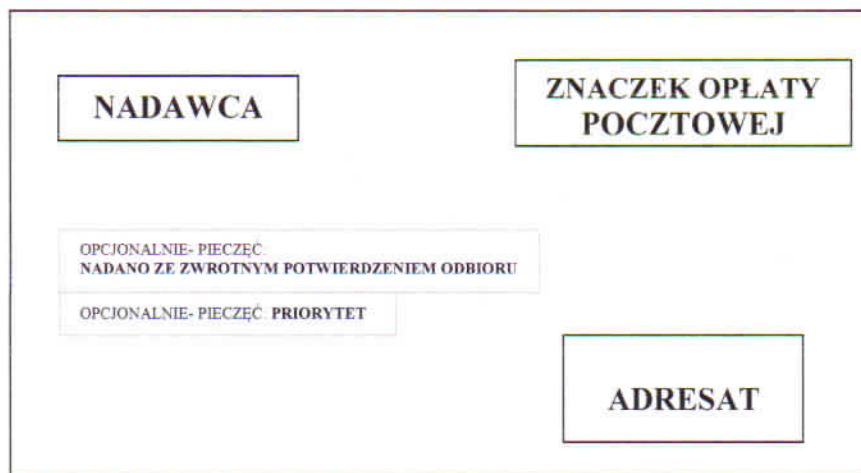 NADAWCA
ZNACZEK OPŁATY
POCZTOWEJ
OPCJONALNIE- PIECZĘĆ:
NADANO ZE ZWROTNYM POTWIERDZENIEM ODBIORU
OPCJONALNIE- PIECZĘĆ: PRIORYTET
ADRESAT